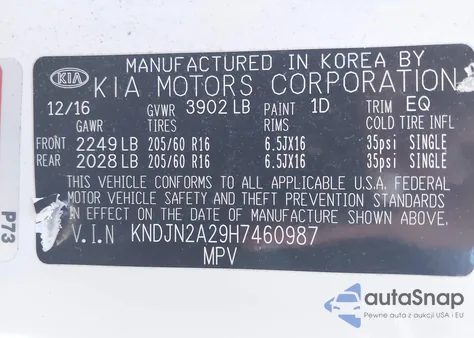 MANUFACTURED IN KOREA BY
KIA KIA MOTORS CORPORATION
12/16 GVWR 3902 LB PAINT 1D TRIM EQ
GAWR TIRES RIMS COLD TIRE INFL
FRONT 2249 LB 205/60 R16 6.5JX16 35psi SINGLE
REAR 2028 LB 205/60 R16 6.5JX16 35psi SINGLE
THIS VEHICLE CONFORMS TO ALL APPLICABLE U.S.A. FEDERAL
MOTOR VEHICLE SAFETY AND THEFT PREVENTION STANDARDS
IN EFFECT ON THE DATE OF MANUFACTURE SHOWN ABOVE.
V.I.N KNDJN2A29H7460987
MPV
P73
autoSnap
Pewne auta z aukcji USA i EU